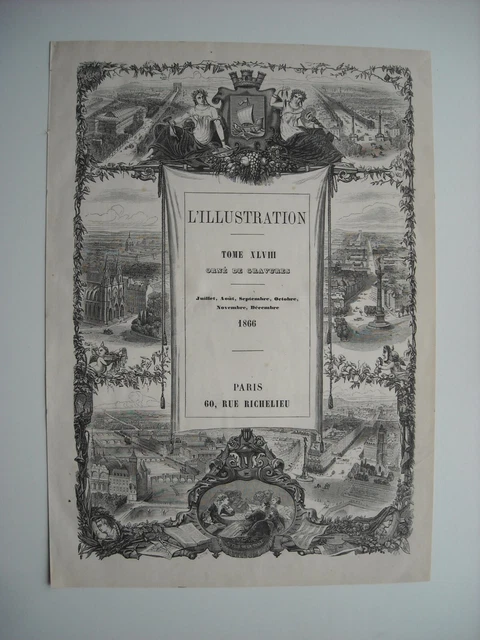 L'ILLUSTRATION
TOME XLVIII
ORNÉ DE GRAVURES
Juillet, Août, Septembre, Octobre,
Novembre, Décembre
1866
PARIS
60, RUE RICHELIEU